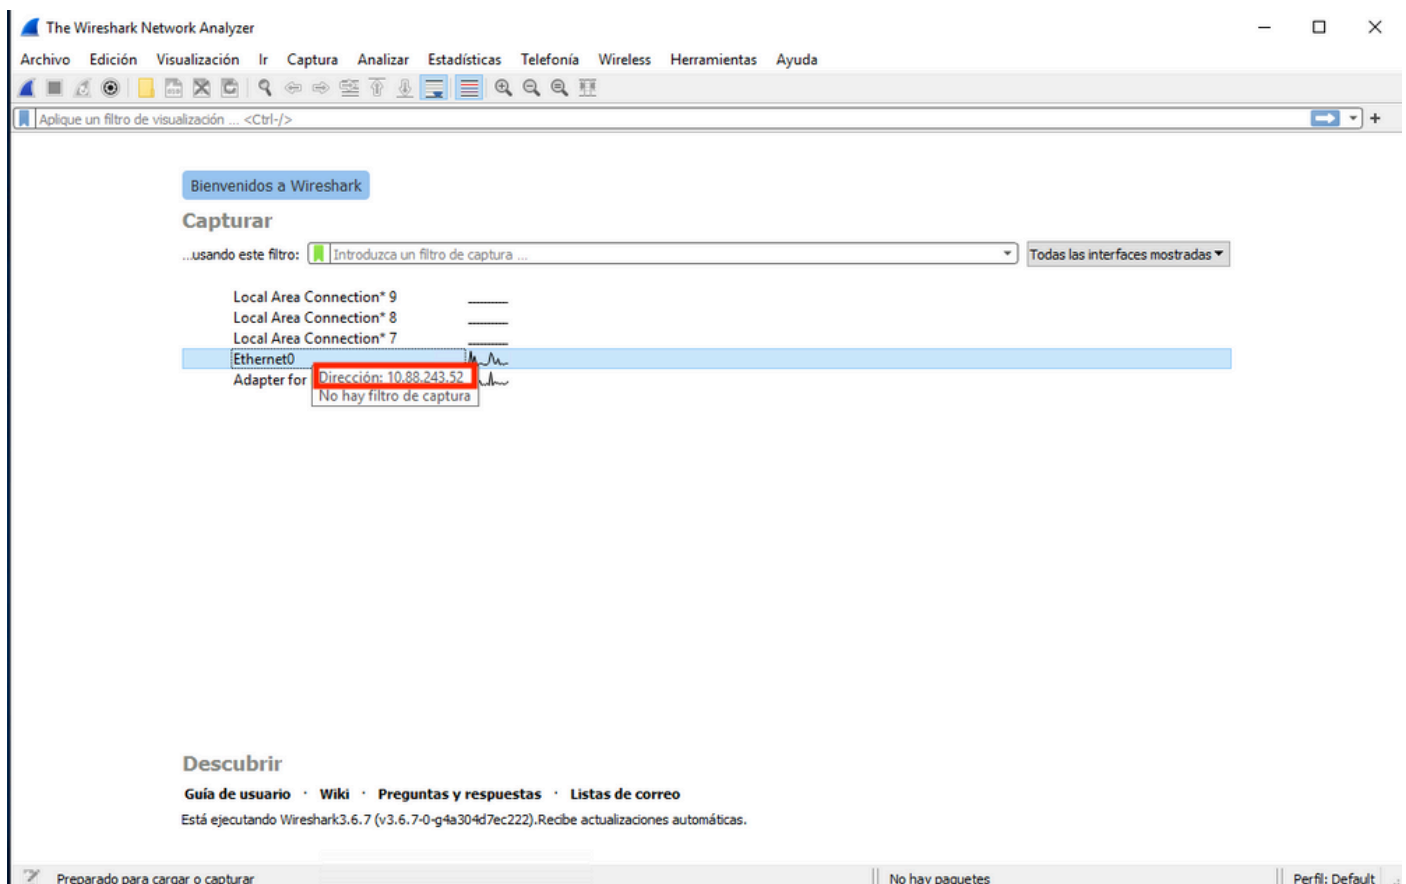 The Wireshark Network Analyzer
Archivo Edición Visualización Ir Captura Analizar Estadísticas Telefonía Wireless Herramientas Ayuda
Aplique un filtro de visualización ... <Ctrl-/>
Bienvenidos a Wireshark
Capturar
...usando este filtro: Introduzca un filtro de captura ... Todas las interfaces mostradas
Local Area Connection* 9
Local Area Connection* 8
Local Area Connection* 7
Ethernet0
Adapter for Dirección: 10.88.243.52
No hay filtro de captura
Descubrir
Guía de usuario · Wiki · Preguntas y respuestas · Listas de correo
Está ejecutando Wireshark3.6.7 (v3.6.7-0-g4a304d7ec222).Recibe actualizaciones automáticas.
Preparado para cargar o capturar No hay paquetes Perfil: Default